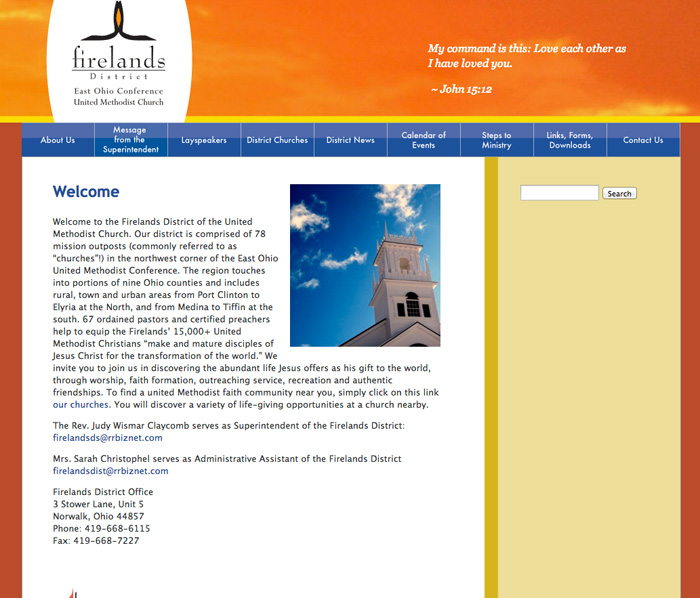 firelands
District
East Ohio Conference
United Methodist Church
My command is this: Love each other as
I have loved you.
~ John 15:12
About Us
Message
from the
Superintendent
Layspeakers
District Churches
District News
Calendar of
Events
Steps to
Ministry
Links, Forms,
Downloads
Contact Us
Welcome
Search
Welcome to the Firelands District of the United
Methodist Church. Our district is comprised of 78
mission outposts (commonly referred to as
"churches"!) in the northwest corner of the East Ohio
United Methodist Conference. The region touches
into portions of nine Ohio counties and includes
rural, town and urban areas from Port Clinton to
Elyria at the North, and from Medina to Tiffin at the
south. 67 ordained pastors and certified preachers
help to equip the Firelands' 15,000+ United
Methodist Christians "make and mature disciples of
Jesus Christ for the transformation of the world." We
invite you to join us in discovering the abundant life Jesus offers as his gift to the world,
through worship, faith formation, outreaching service, recreation and authentic
friendships. To find a united Methodist faith community near you, simply click on this link
our churches. You will discover a variety of life-giving opportunities at a church nearby.
The Rev. Judy Wismar Claycomb serves as Superintendent of the Firelands District:
firelandsds@rrbiznet.com
Mrs. Sarah Christophel serves as Administrative Assistant of the Firelands District
firelandsdist@rrbiznet.com
Firelands District Office
3 Stower Lane, Unit 5
Norwalk, Ohio 44857
Phone: 419-668-6115
Fax: 419-668-7227